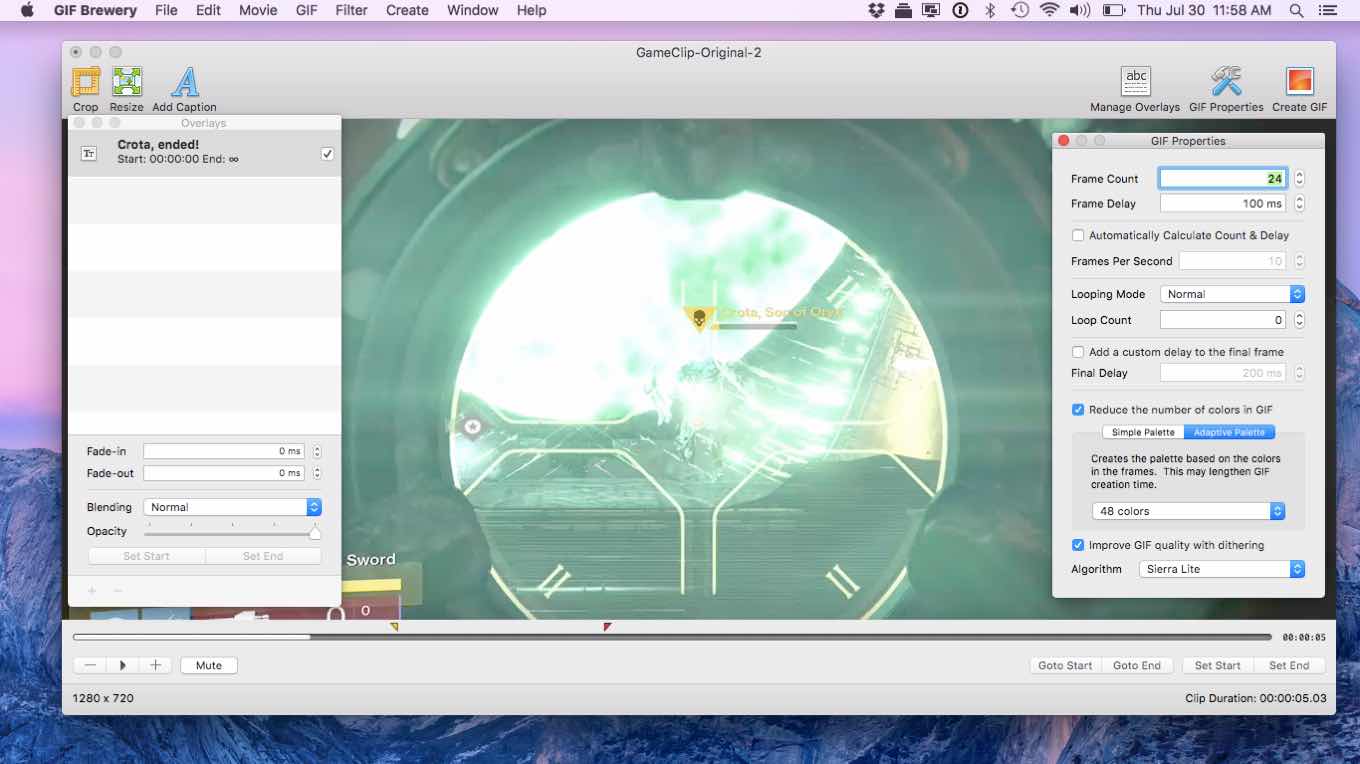 GIF Brewery File Edit Movie GIF Filter Create Window Help Thu Jul 30 11:58 AM
GameClip-Original-2
Crop Resize Add Caption
abc
Manage Overlays GIF Properties Create GIF
Overlays
Tт
Crota, ended!
Start: 00:00:00 End: ∞
Fade-in 0 ms
Fade-out 0 ms
Blending Normal
Opacity
Set Start Set End
Crota, Son of Oryx
Sword
0
GIF Properties
Frame Count 24
Frame Delay 100 ms
Automatically Calculate Count & Delay
Frames Per Second 10
Looping Mode Normal
Loop Count 0
Add a custom delay to the final frame
Final Delay 200 ms
Reduce the number of colors in GIF
Simple Palette Adaptive Palette
Creates the palette based on the colors
in the frames. This may lengthen GIF
creation time.
48 colors
Improve GIF quality with dithering
Algorithm Sierra Lite
00:00:05
Mute
Goto Start Goto End Set Start Set End
1280 x 720
Clip Duration: 00:00:05.03